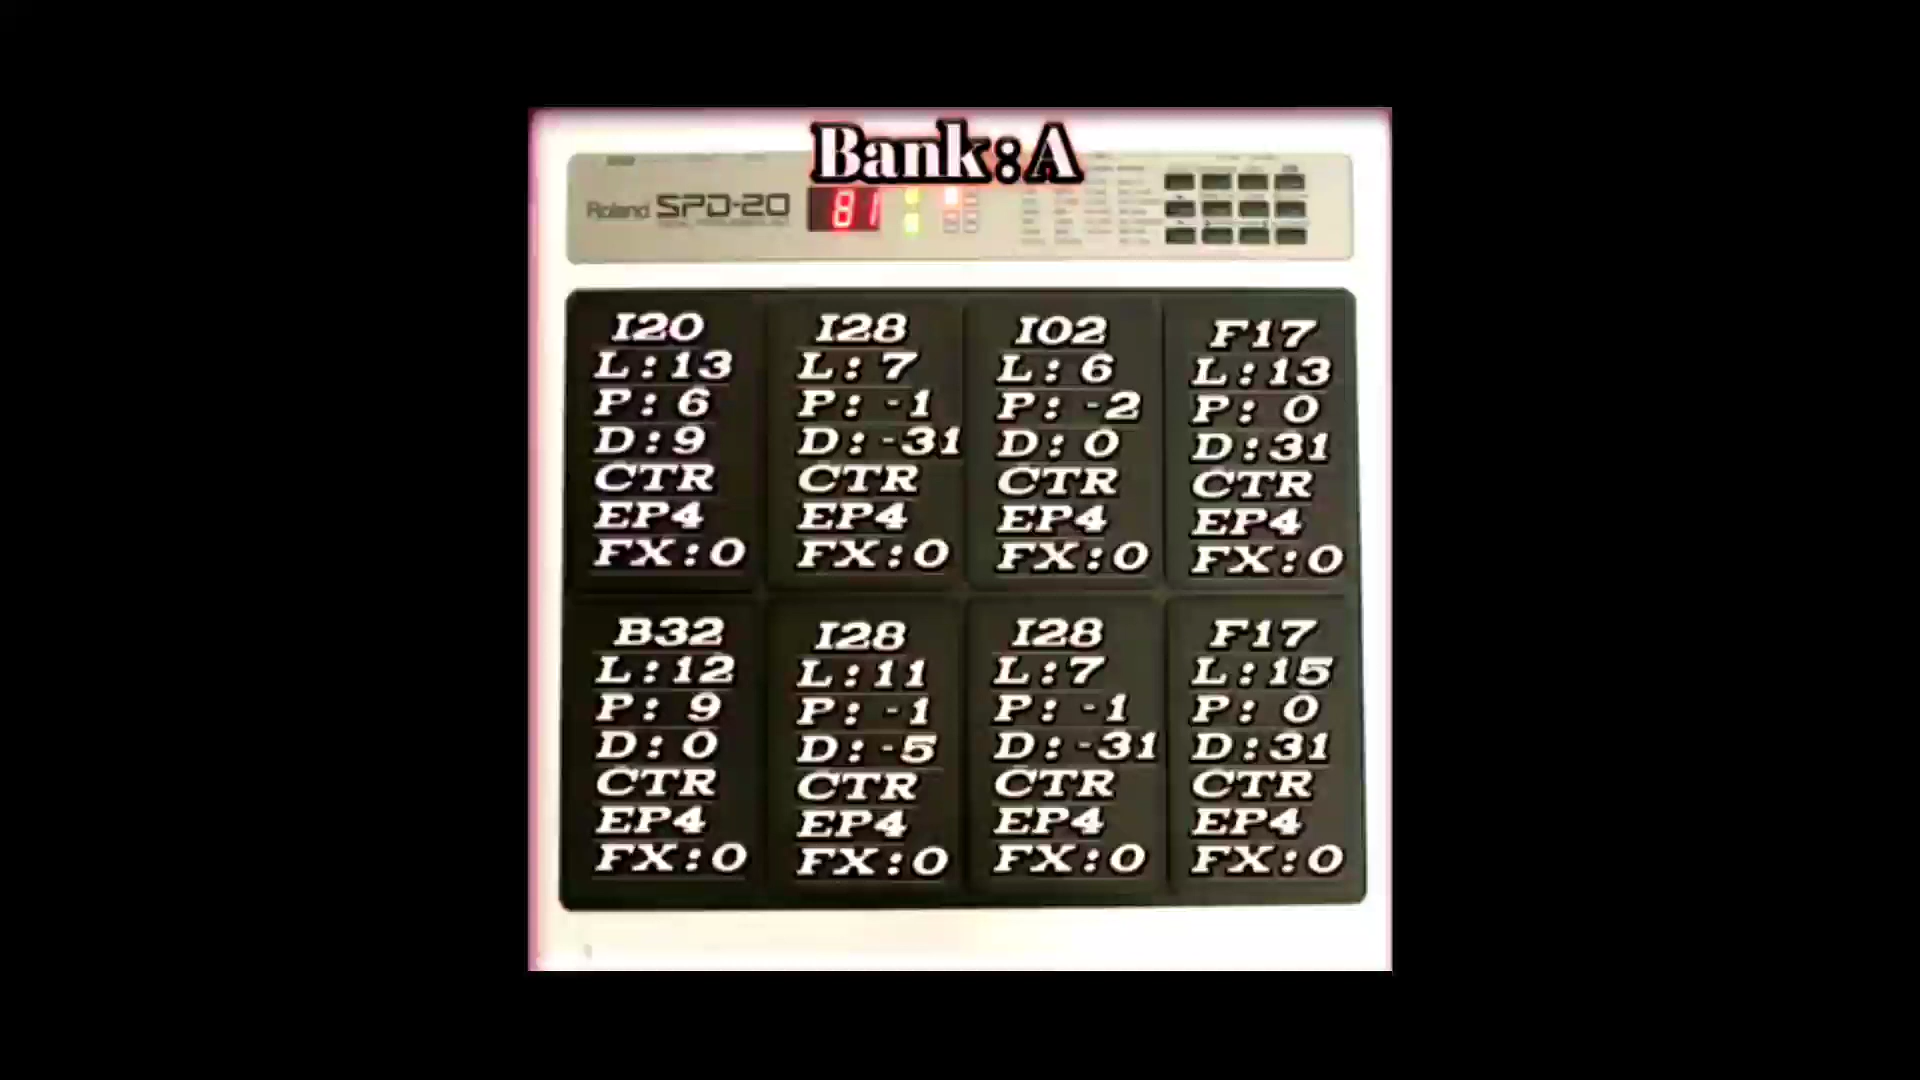 Bank:A
Roland SPD-20
81
I20
L:13
P: 6
D:9
CTR
EP4
FX:0
I28
L: 7
P: -1
D:-31
CTR
EP4
FX:0
I02
L: 6
P: -2
D: 0
CTR
EP4
FX:0
F17
L:13
P: 0
D:31
CTR
EP4
FX:0
B32
L:12
P: 9
D: 0
CTR
EP4
FX:0
I28
L:11
P: -1
D:-5
CTR
EP4
FX:0
I28
L:7
P: -1
D:-31
CTR
EP4
FX:0
F17
L:15
P: 0
D:31
CTR
EP4
FX:0